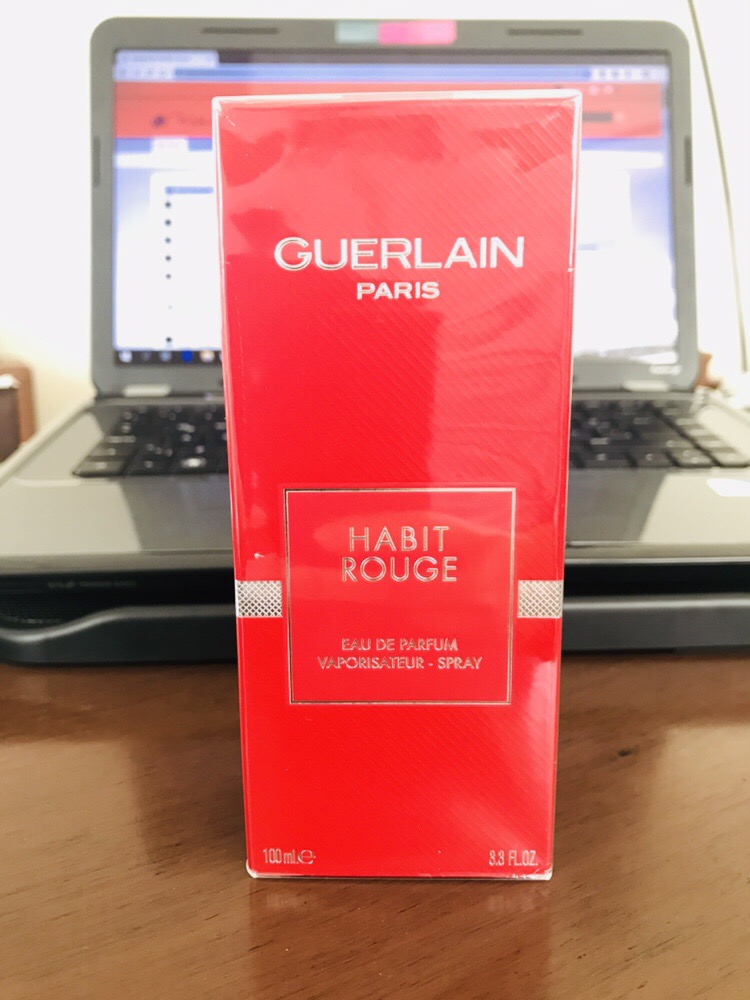 GUERLAIN
PARIS
HABIT
ROUGE
EAU DE PARFUM
VAPORISATEUR - SPRAY
100 ml.℮ 3.3 FL.OZ.